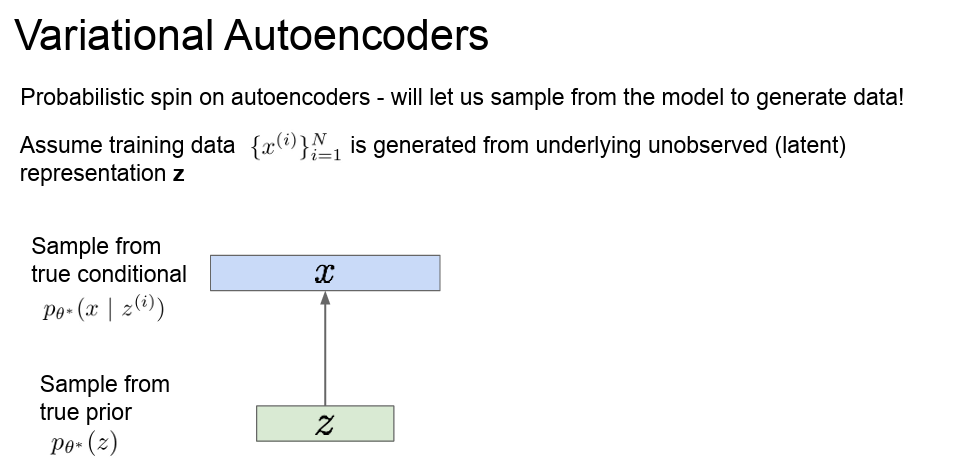 Variational Autoencoders
Probabilistic spin on autoencoders - will let us sample from the model to generate data!
Assume training data $\{x^{(i)}\}_{i=1}^{N}$ is generated from underlying unobserved (latent)
representation z
Sample from
true conditional
$p_{\theta^*}(x \mid z^{(i)})$
x
Sample from
true prior
$p_{\theta^*}(z)$
z